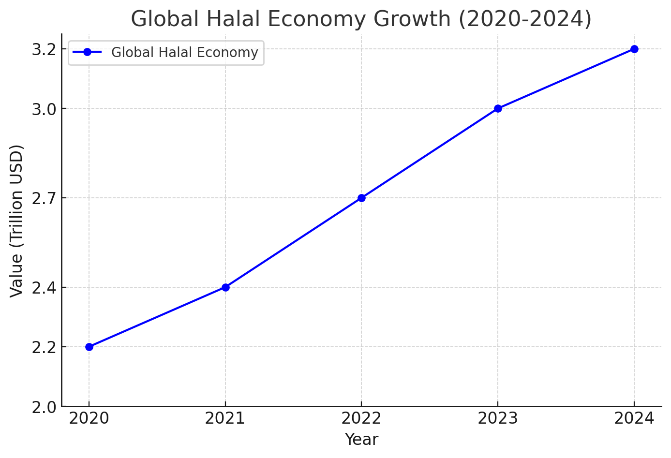 Global Halal Economy Growth (2020-2024)
Global Halal Economy
Value (Trillion USD)
3.2
3.0
2.7
2.4
2.2
2.0
2020 2021 2022 2023 2024
Year